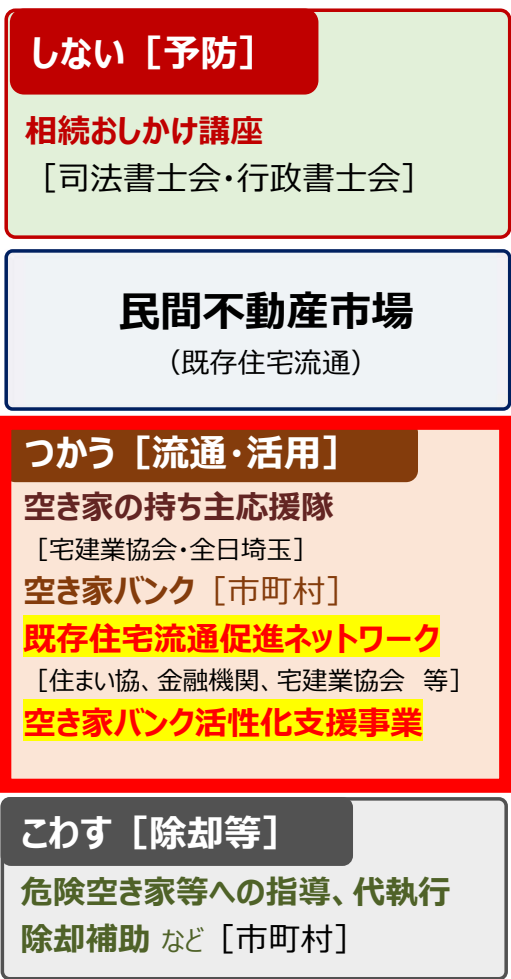 しない［予防］
相続おしかけ講座
［司法書士会・行政書士会］
民間不動産市場
（既存住宅流通）
つかう［流通・活用］
空き家の持ち主応援隊
［宅建業協会・全日埼玉］
空き家バンク［市町村］
既存住宅流通促進ネットワーク
［住まい協、金融機関、宅建業協会　等］
空き家バンク活性化支援事業
こわす［除却等］
危険空き家等への指導、代執行
除却補助 など［市町村］